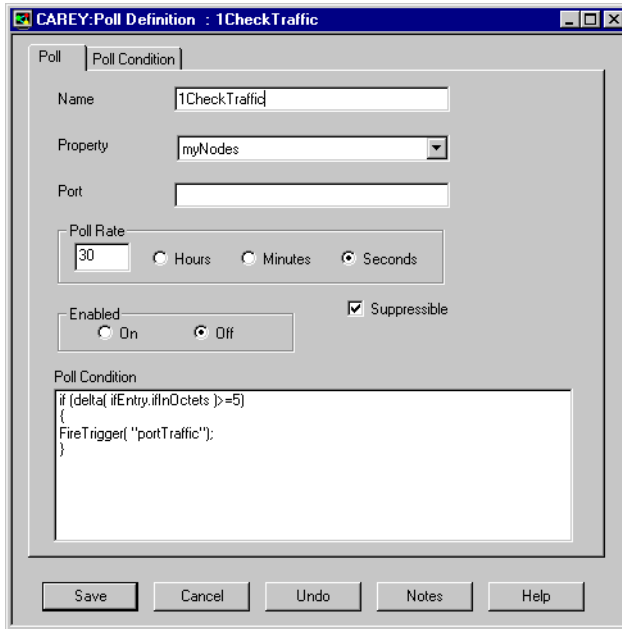 CAREY:Poll Definition : 1CheckTraffic
Poll
Poll Condition
Name
1CheckTraffic
Property
myNodes
Port
Poll Rate
30
Hours
Minutes
Seconds
Enabled
On
Off
Suppressible
Poll Condition
if (delta( ifEntry.ifInOctets )>=5)
{
FireTrigger( "portTraffic");
}
Save
Cancel
Undo
Notes
Help